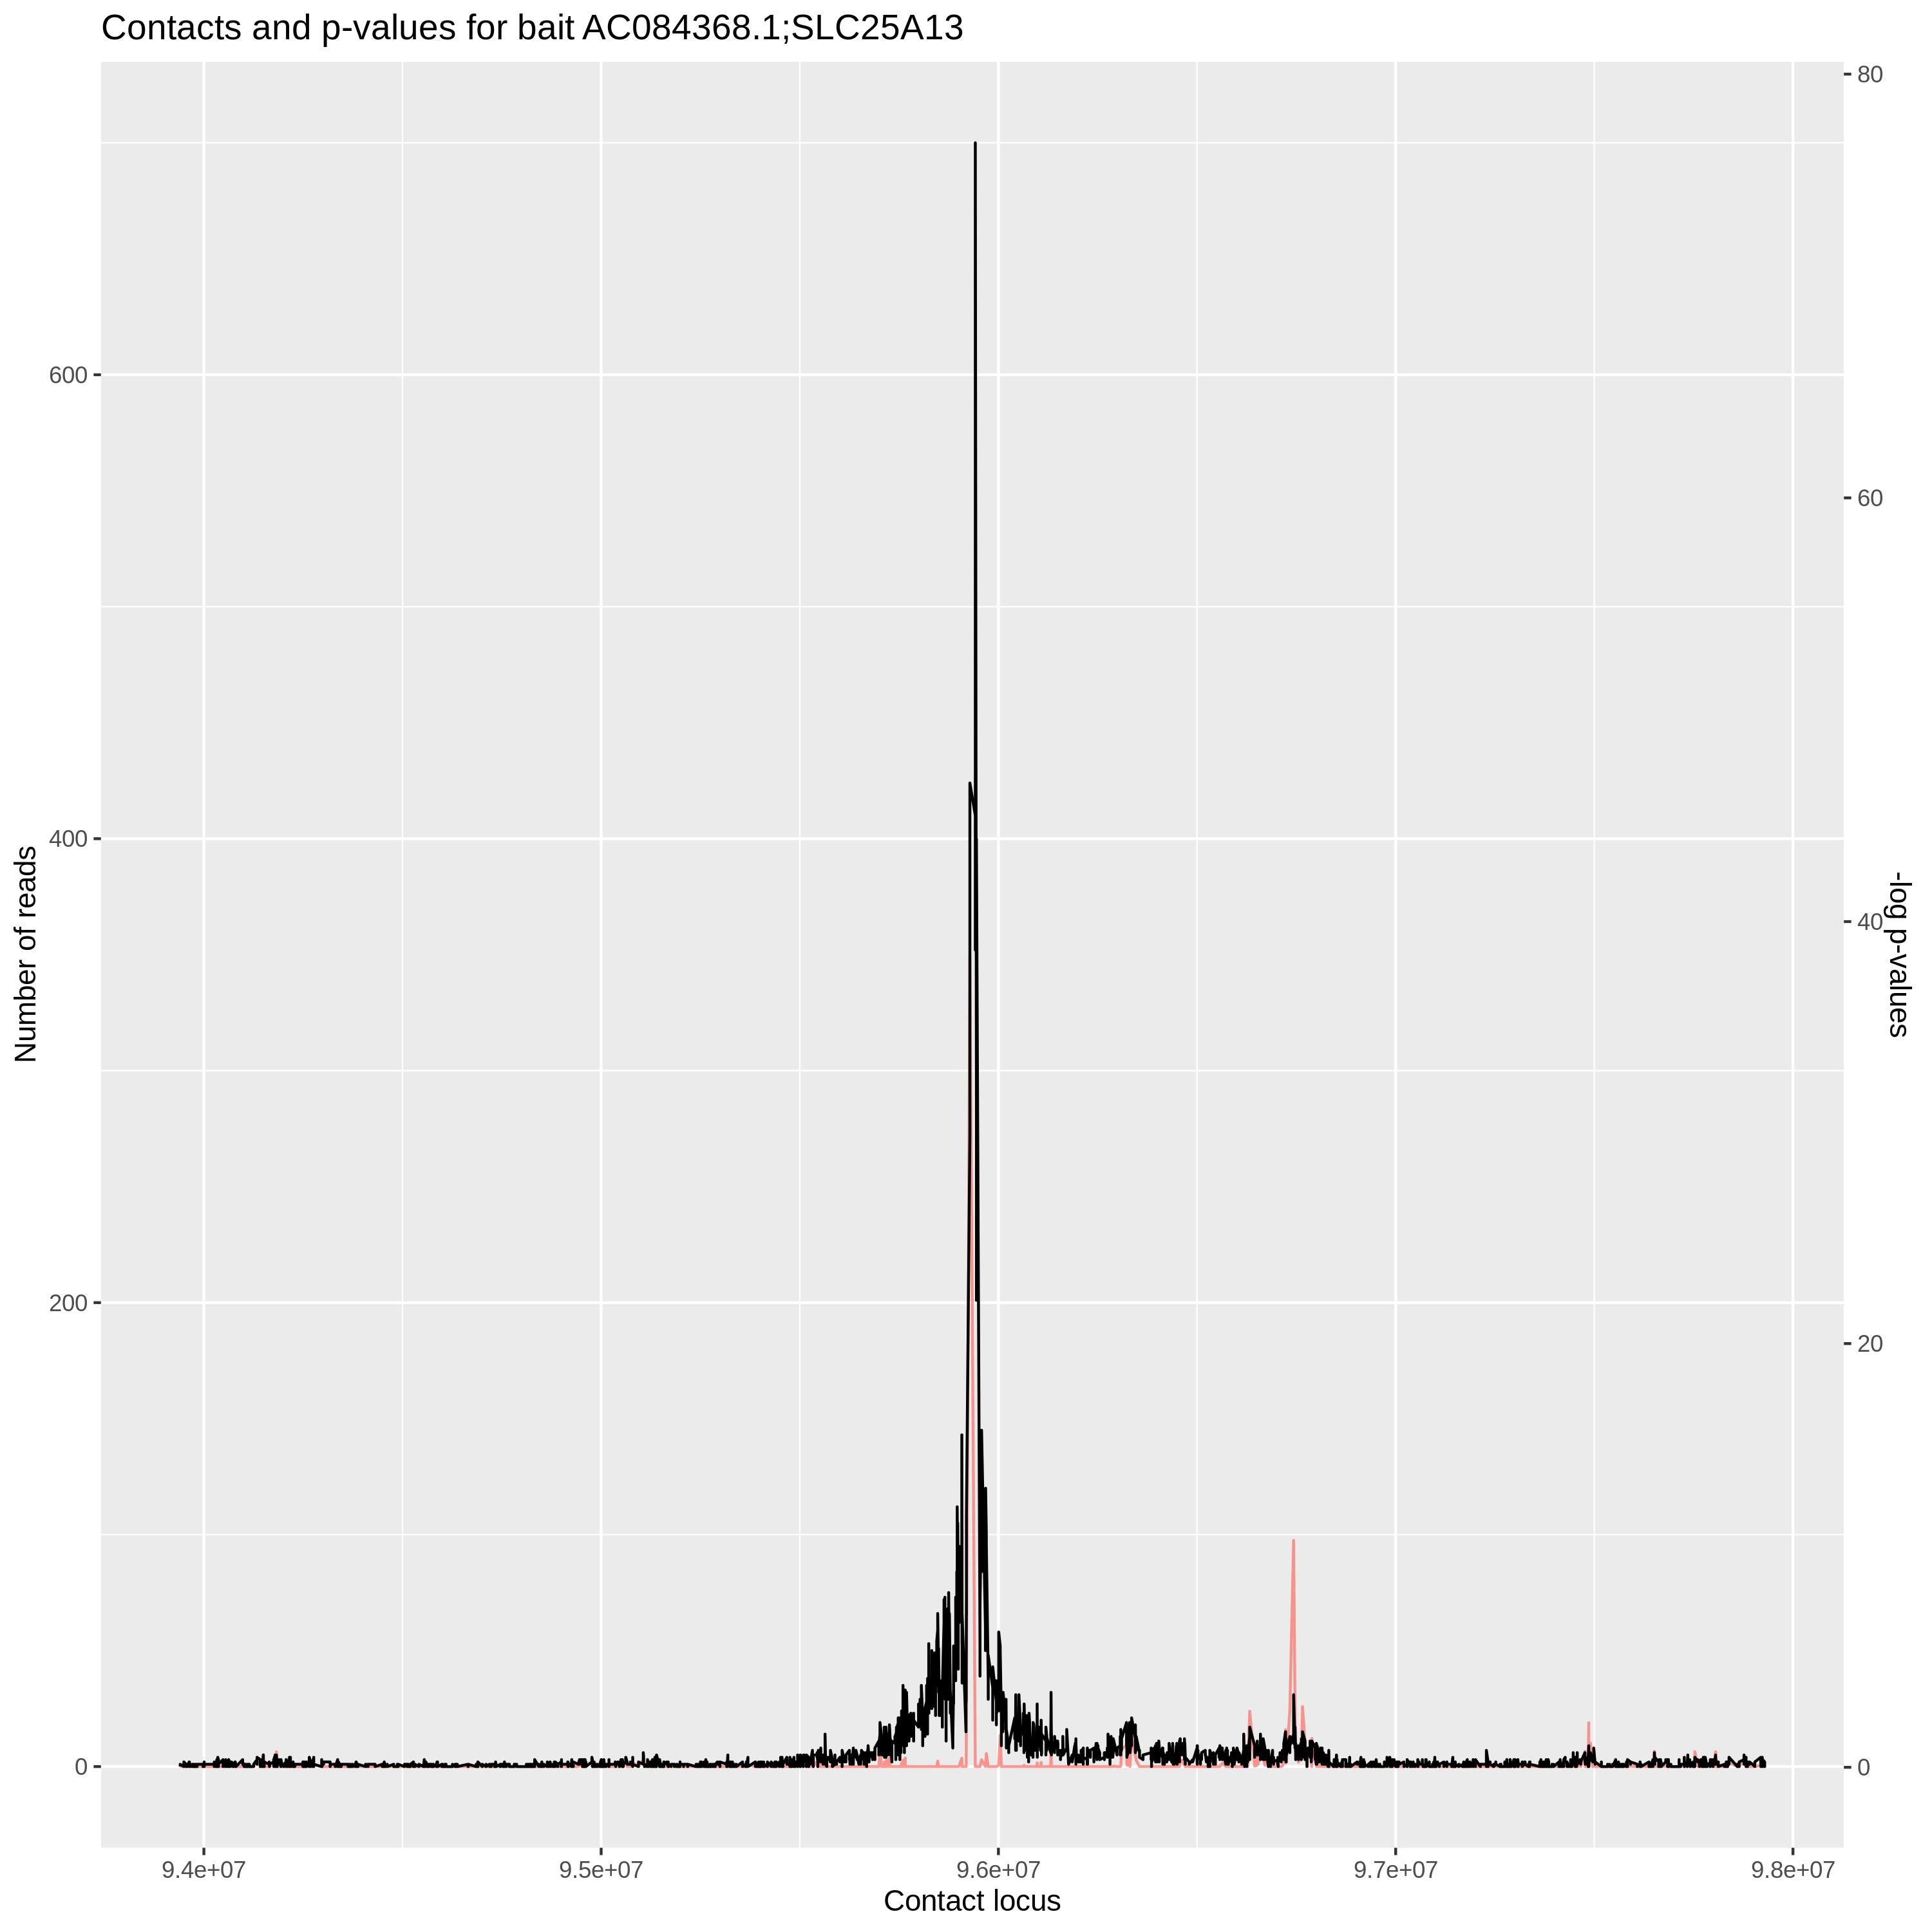 Contacts and p-values for bait AC084368.1;SLC25A13
80
600
60
400
40
Number of reads
-log p-values
200
20
0
0
9.4e+07
9.5e+07
9.6e+07
9.7e+07
9.8e+07
Contact locus